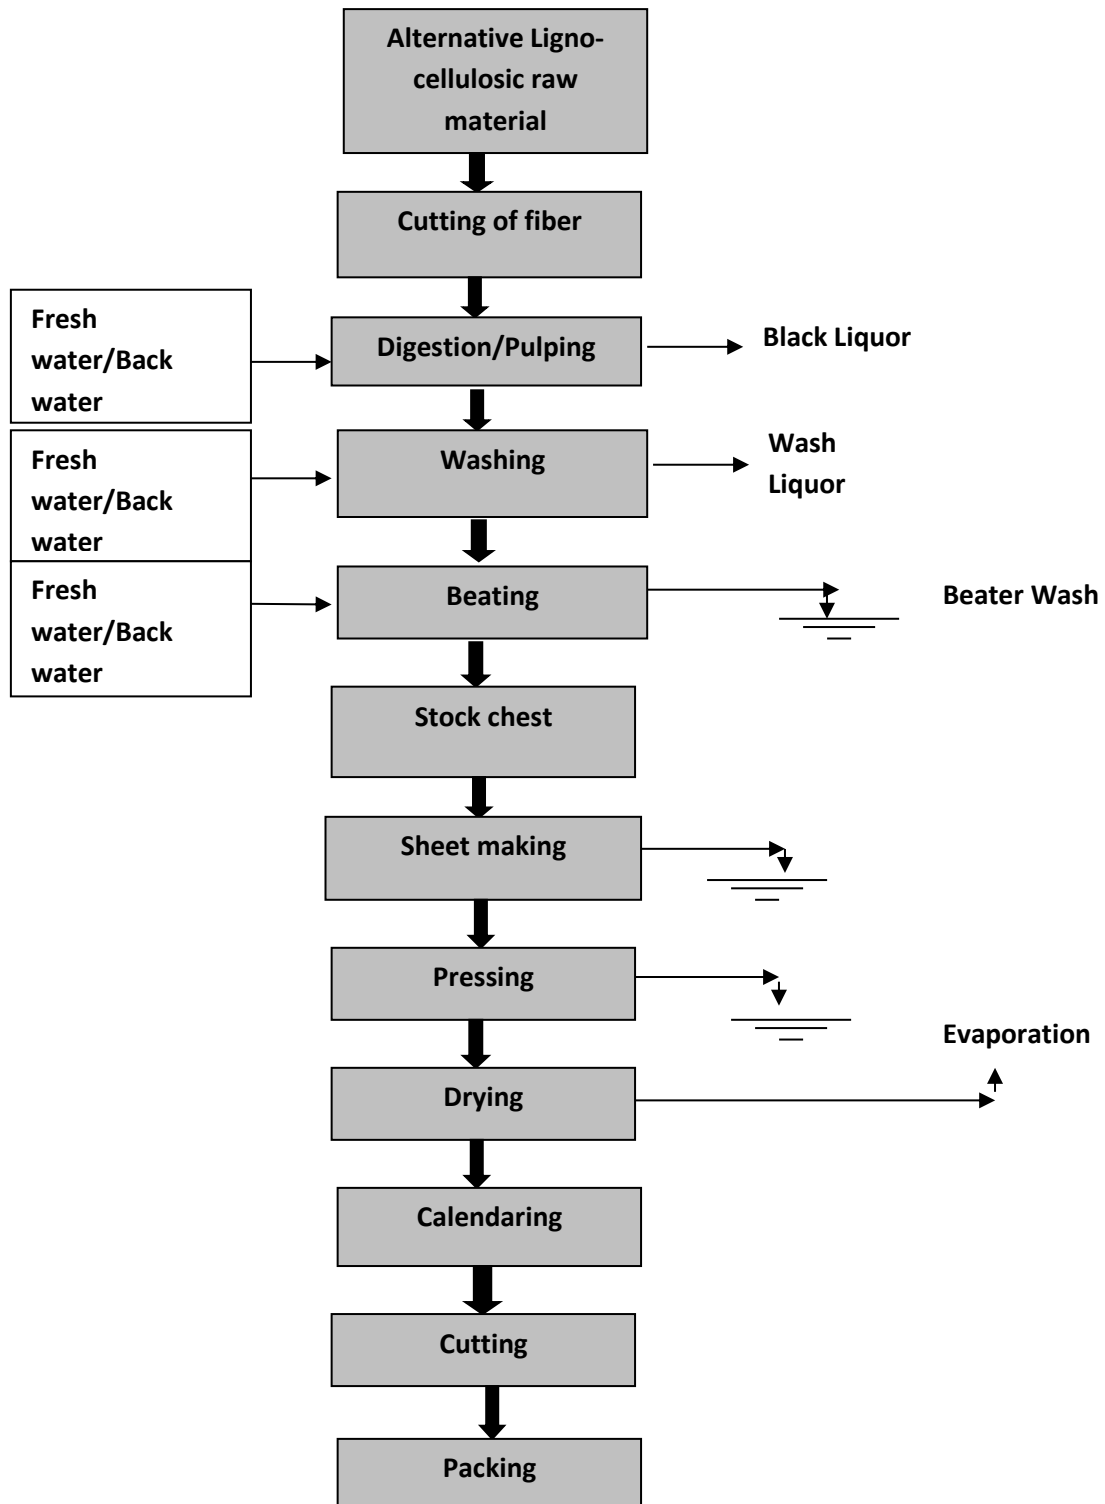 Alternative Ligno-
cellulosic raw
material
Cutting of fiber
Fresh
water/Back
water
Digestion/Pulping
Black Liquor
Fresh
water/Back
water
Washing
Wash
Liquor
Fresh
water/Back
water
Beating
Beater Wash
Stock chest
Sheet making
Pressing
Evaporation
Drying
Calendaring
Cutting
Packing